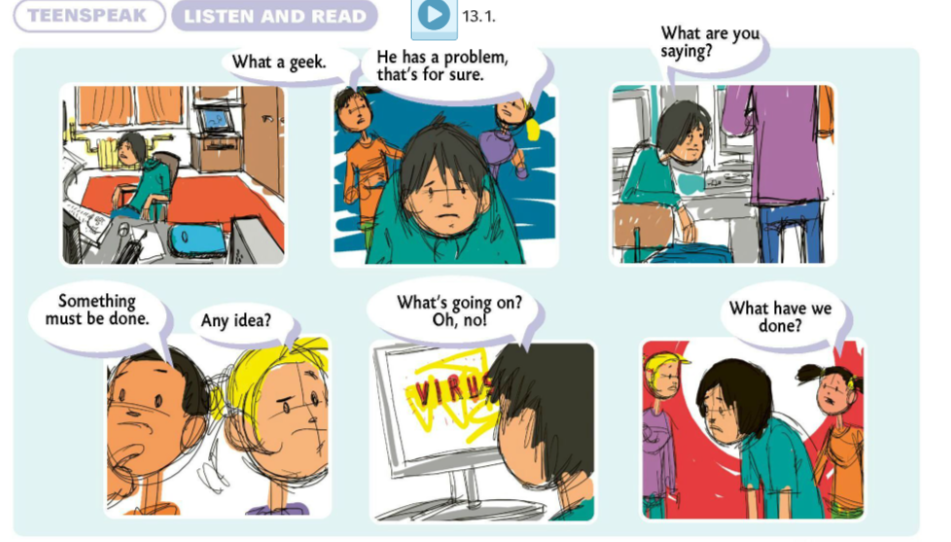 TEENSPEAK LISTEN AND READ 13.1.
What a geek.
He has a problem,
that's for sure.
What are you
saying?
Something
must be done.
Any idea?
What's going on?
Oh, no!
VIRUS
What have we
done?